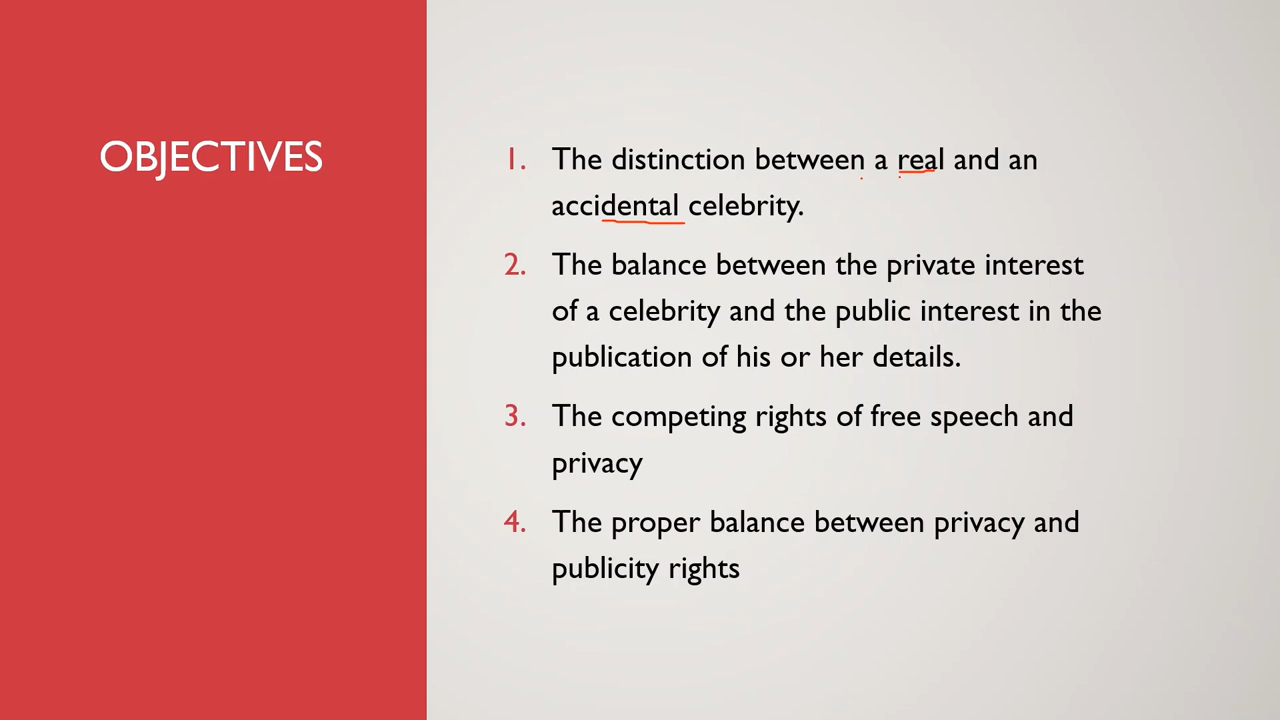 OBJECTIVES
1. The distinction between a real and an
accidental celebrity.
2. The balance between the private interest
of a celebrity and the public interest in the
publication of his or her details.
3. The competing rights of free speech and
privacy
4. The proper balance between privacy and
publicity rights